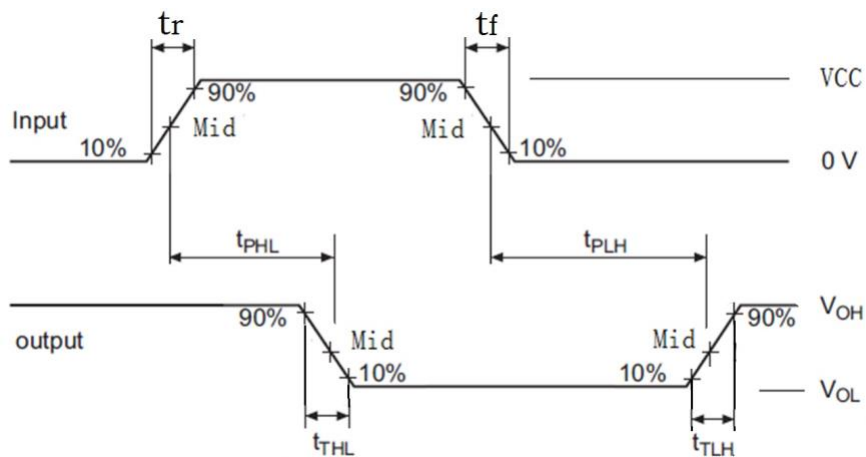 tr tf
90% 90% VCC
Input Mid Mid
10% 10% 0 V
tPHL tPLH
90% 90% VOH
output Mid Mid
10% 10% VOL
tTHL tTLH